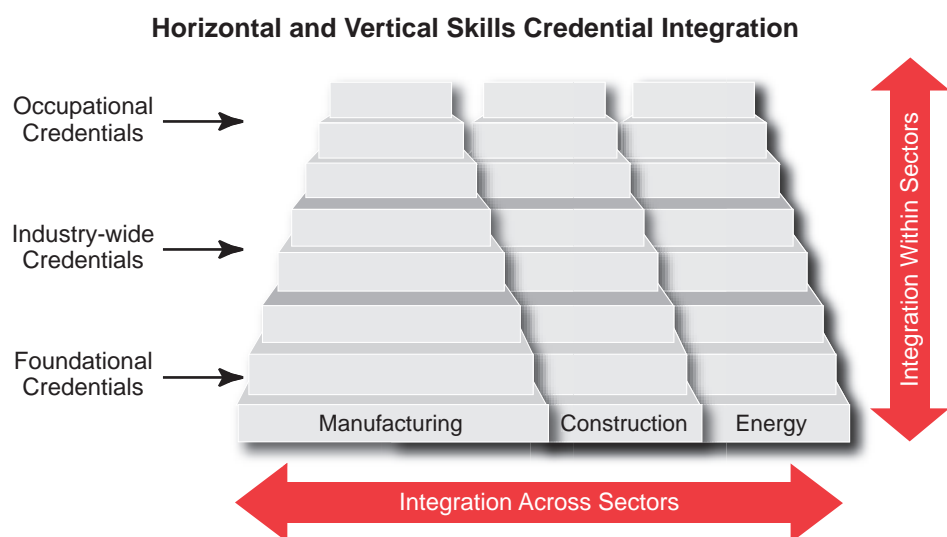 Horizontal and Vertical Skills Credential Integration
Occupational
Credentials
Industry-wide
Credentials
Foundational
Credentials
Manufacturing
Construction
Energy
Integration Within Sectors
Integration Across Sectors